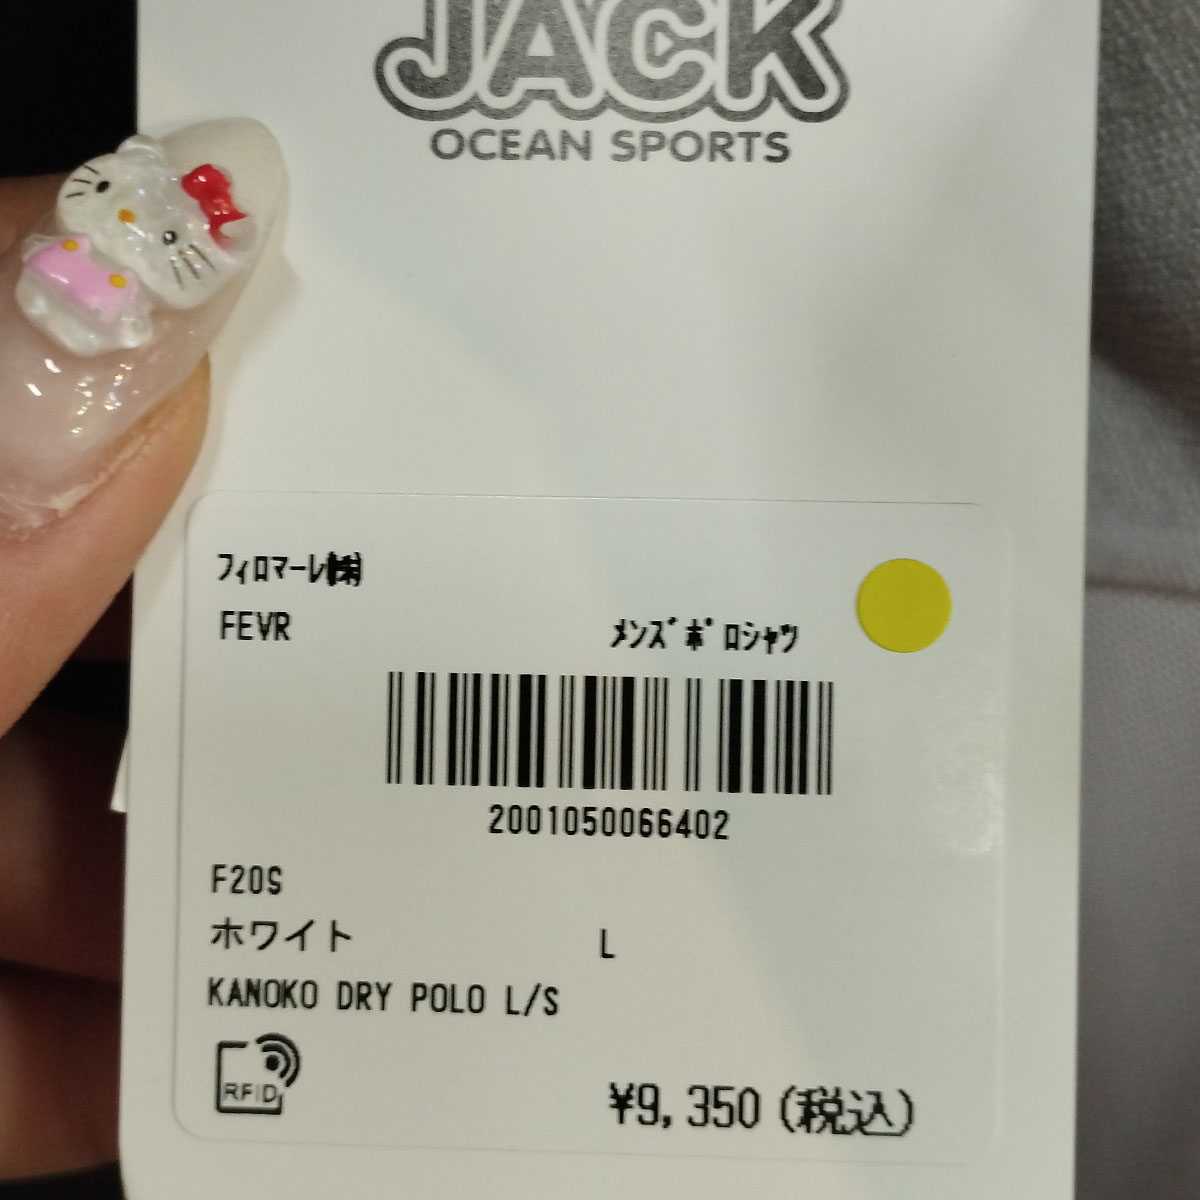 JACK
OCEAN SPORTS
ﾌｨﾛﾏｰﾚ㈱
FEVR
ﾒﾝｽﾞﾎﾟﾛｼｬﾂ
2001050066402
F20S
ホワイト L
KANOKO DRY POLO L/S
RFID
¥9,350(税込)